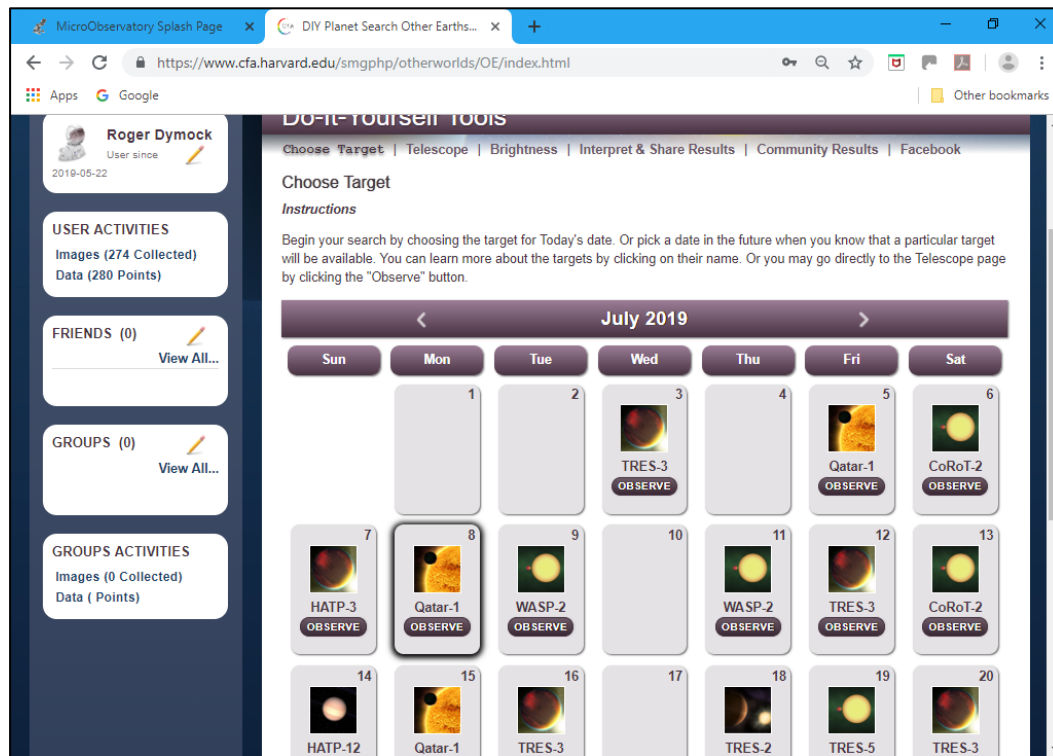 MicroObservatory Splash Page
DIY Planet Search Other Earths...
https://www.cfa.harvard.edu/smgphp/otherworlds/OE/index.html
Apps
Google
Other bookmarks
Roger Dymock
User since
2019-05-22
USER ACTIVITIES
Images (274 Collected)
Data (280 Points)
FRIENDS (0)
View All...
GROUPS (0)
View All...
GROUPS ACTIVITIES
Images (0 Collected)
Data ( Points)
Do-It-Yourself Tools
Choose Target | Telescope | Brightness | Interpret & Share Results | Community Results | Facebook
Choose Target
Instructions
Begin your search by choosing the target for Today's date. Or pick a date in the future when you know that a particular target
will be available. You can learn more about the targets by clicking on their name. Or you may go directly to the Telescope page
by clicking the "Observe" button.
July 2019
Sun Mon Tue Wed Thu Fri Sat
1 2 3 4 5 6
TRES-3 Qatar-1 CoRoT-2
OBSERVE OBSERVE OBSERVE
7 8 9 10 11 12 13
HATP-3 Qatar-1 WASP-2 WASP-2 TRES-3 CoRoT-2
OBSERVE OBSERVE OBSERVE OBSERVE OBSERVE OBSERVE
14 15 16 17 18 19 20
HATP-12 Qatar-1 TRES-3 TRES-2 TRES-5 TRES-3